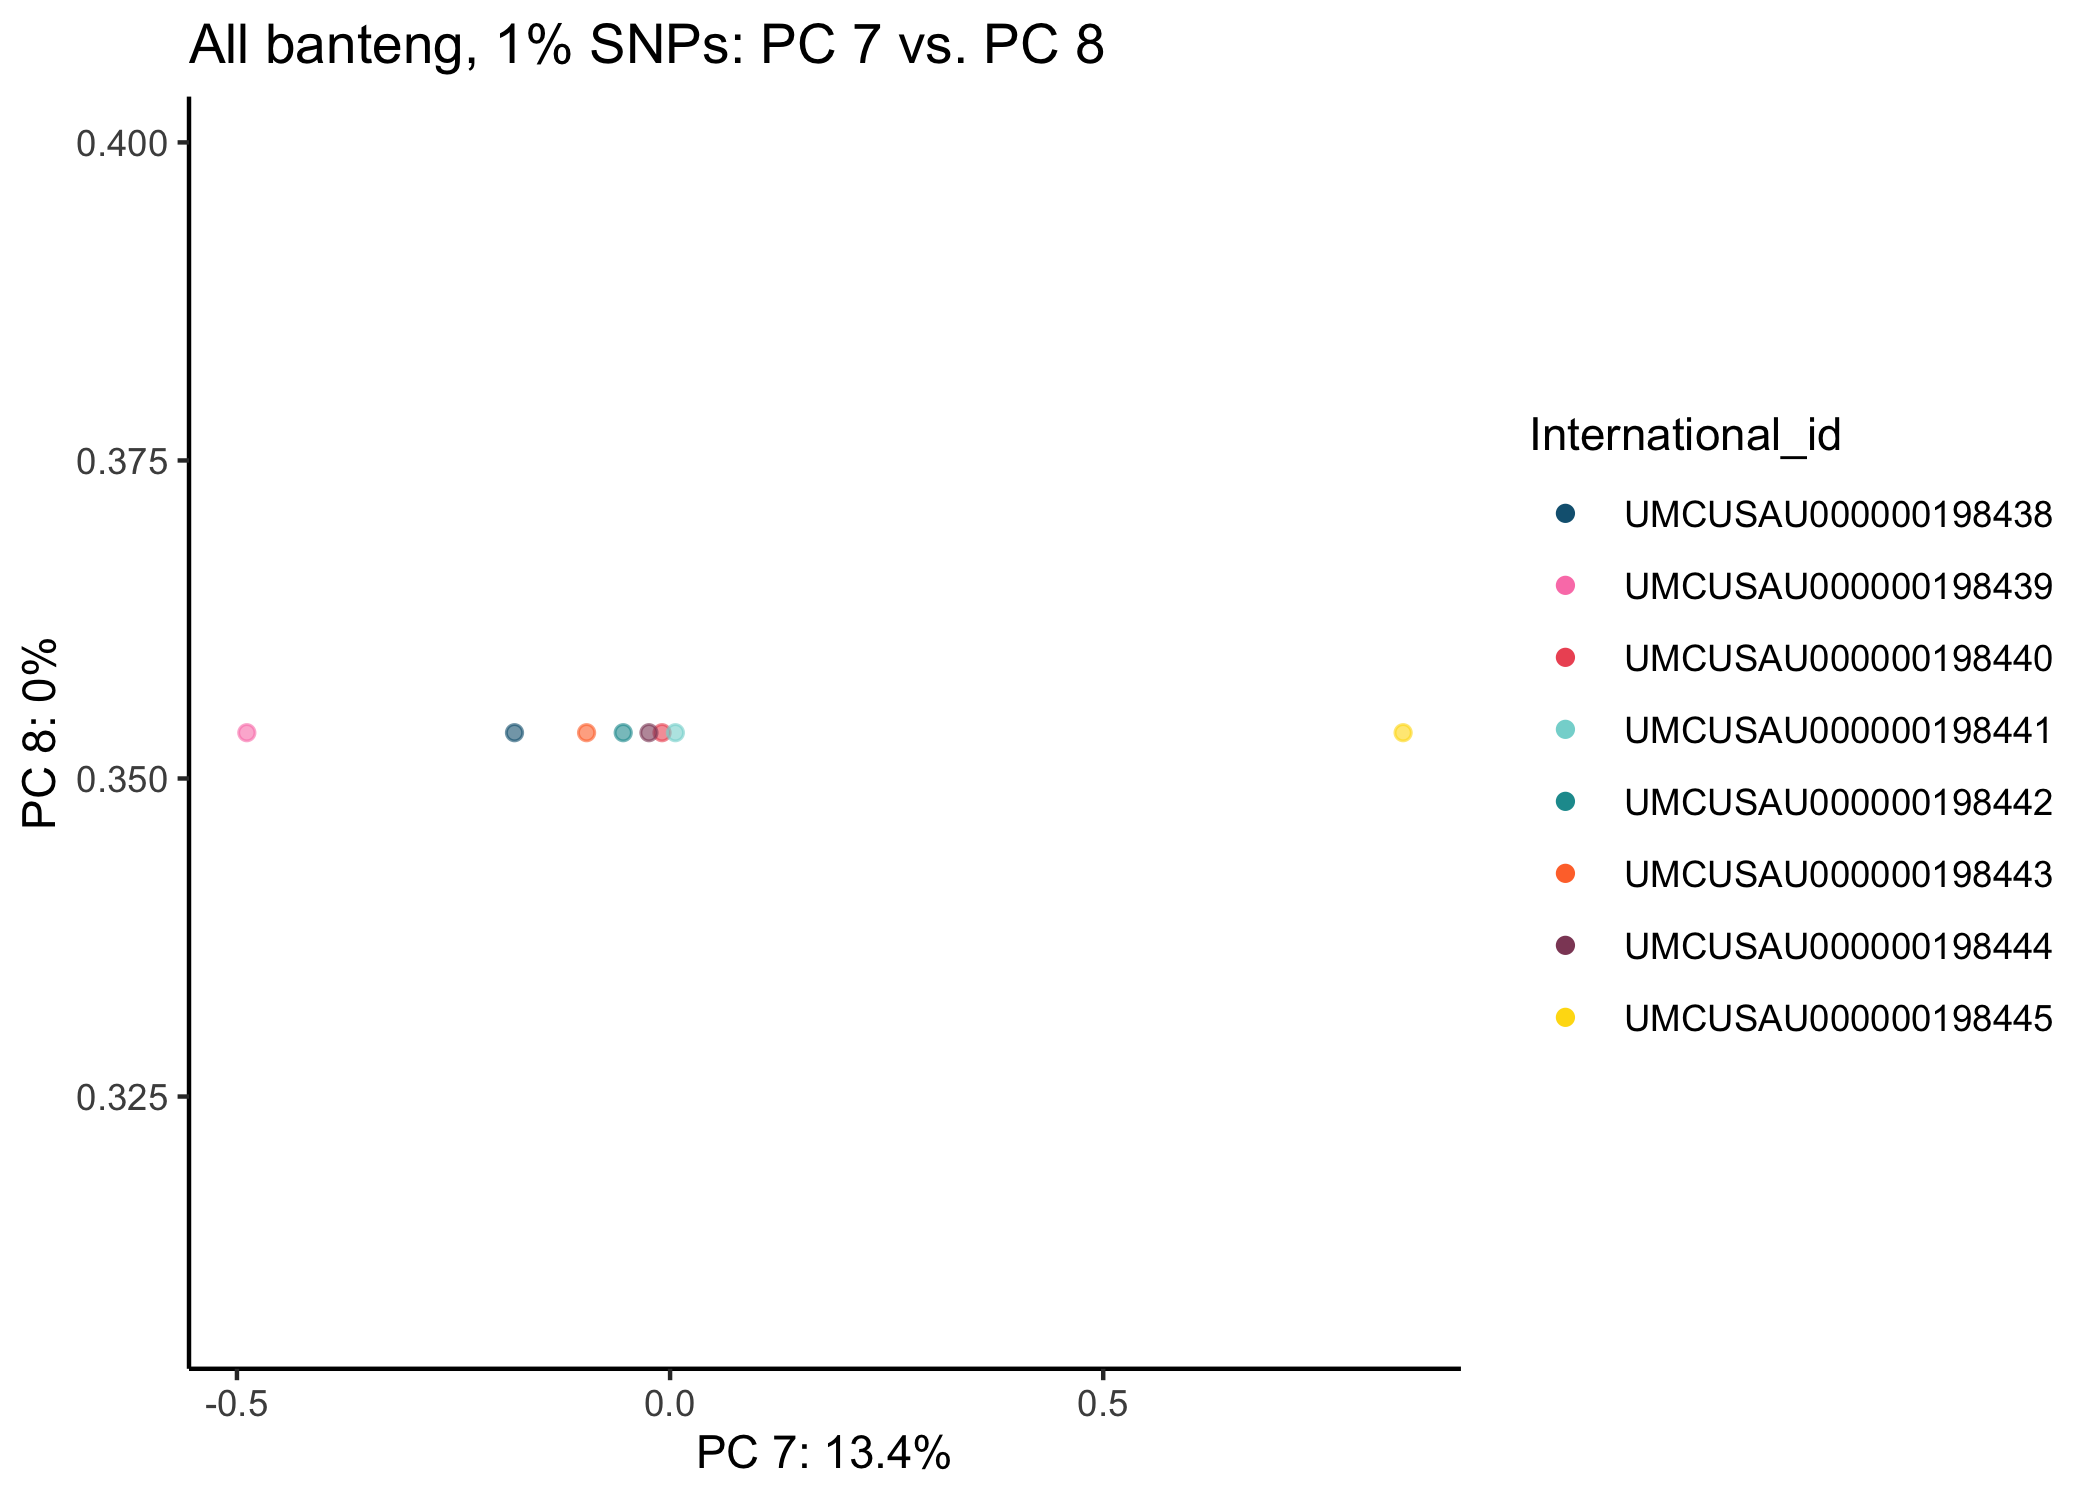 All banteng, 1% SNPs: PC 7 vs. PC 8
0.400
0.375
0.350
0.325
PC 8: 0%
-0.5
0.0
0.5
PC 7: 13.4%
International_id
UMCUSAU000000198438
UMCUSAU000000198439
UMCUSAU000000198440
UMCUSAU000000198441
UMCUSAU000000198442
UMCUSAU000000198443
UMCUSAU000000198444
UMCUSAU000000198445